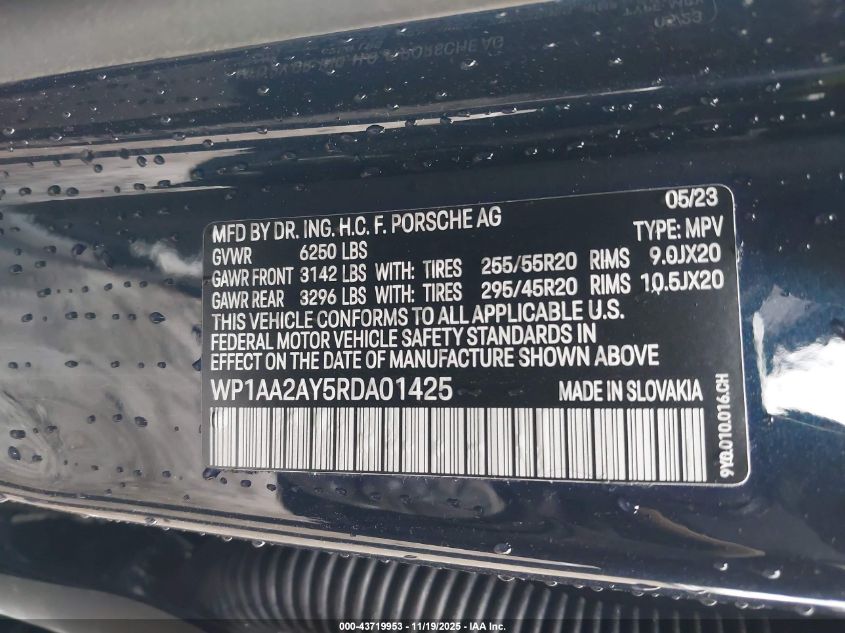 05/23
MFD BY DR. ING. H.C. F. PORSCHE AG TYPE: MPV
GVWR 6250 LBS
GAWR FRONT 3142 LBS WITH: TIRES 255/55R20 RIMS 9.0JX20
GAWR REAR 3296 LBS WITH: TIRES 295/45R20 RIMS 10.5JX20
THIS VEHICLE CONFORMS TO ALL APPLICABLE U.S.
FEDERAL MOTOR VEHICLE SAFETY STANDARDS IN
EFFECT ON THE DATE OF MANUFACTURE SHOWN ABOVE
WP1AA2AY5RDA01425 MADE IN SLOVAKIA
9YB.010.016.CH
000-43719953 - 11/19/2025 - IAA Inc.